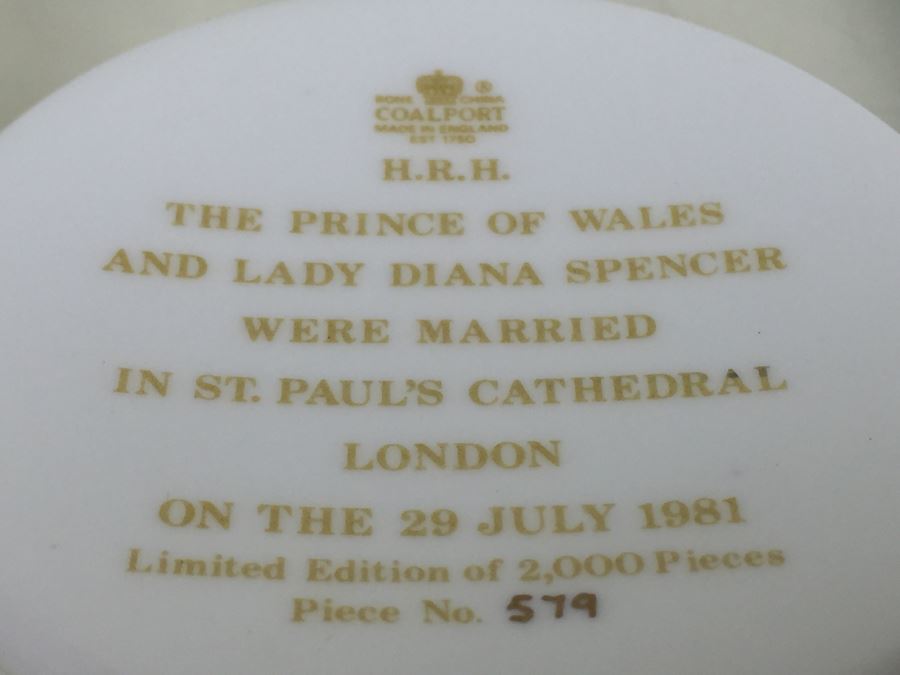 BONE CHINA ®
COALPORT
MADE IN ENGLAND
EST 1750
H.R.H.
THE PRINCE OF WALES
AND LADY DIANA SPENCER
WERE MARRIED
IN ST. PAUL'S CATHEDRAL
LONDON
ON THE 29 JULY 1981
Limited Edition of 2,000 Pieces
Piece No. 579